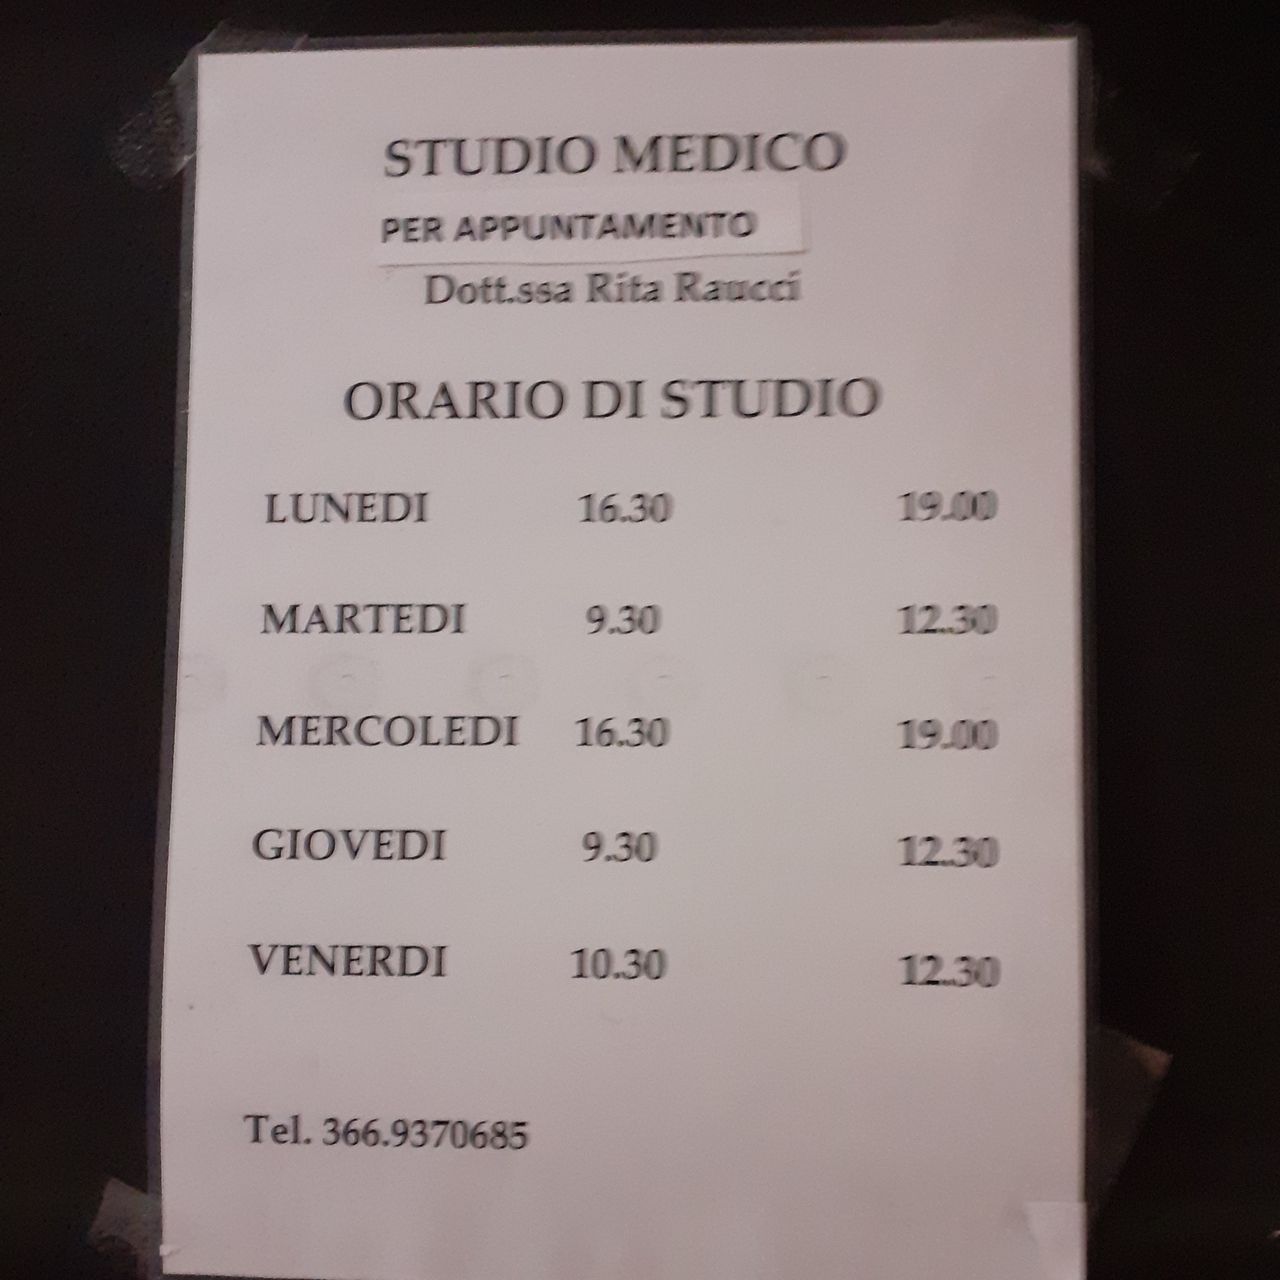 STUDIO MEDICO
PER APPUNTAMENTO
Dott.ssa Rita Raucci
ORARIO DI STUDIO
LUNEDI 16.30 19.00
MARTEDI 9.30 12.30
MERCOLEDI 16.30 19.00
GIOVEDI 9.30 12.30
VENERDI 10.30 12.30
Tel. 366.9370685